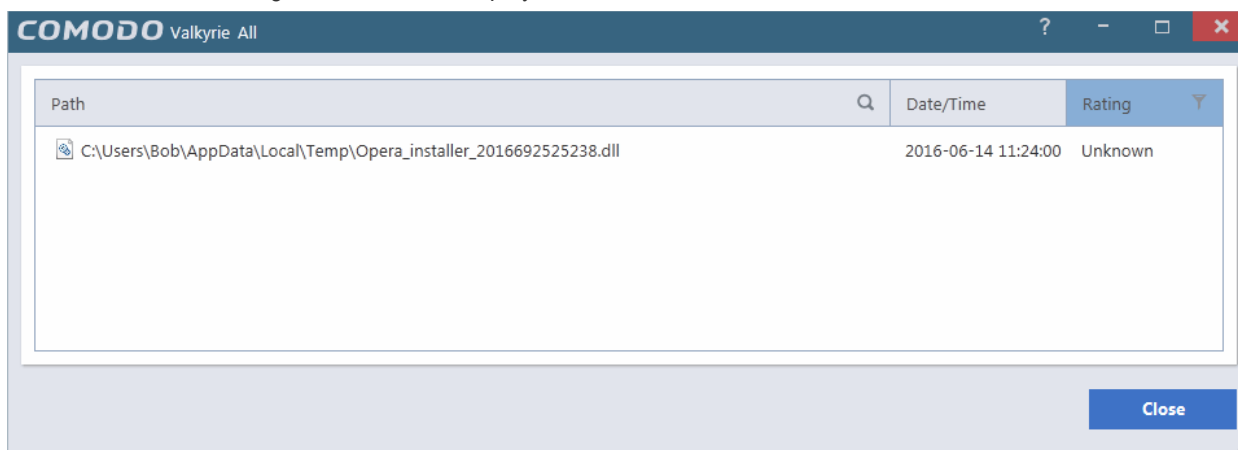 COMODO Valkyrie All ?
Path Date/Time Rating
C:\Users\Bob\AppData\Local\Temp\Opera_installer_2016692525238.dll 2016-06-14 11:24:00 Unknown
Close